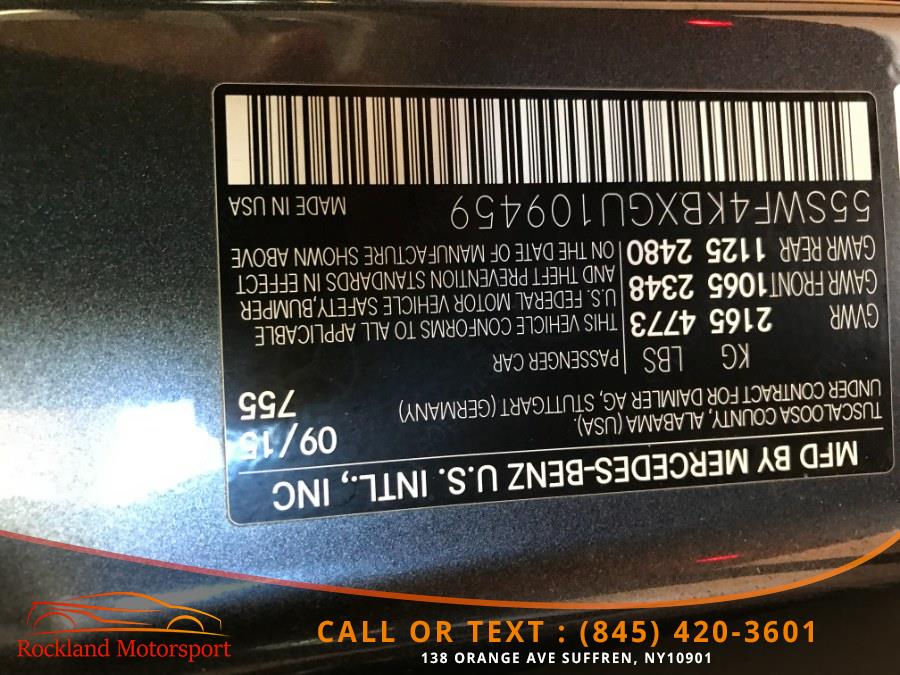 MFD BY MERCEDES-BENZ U.S. INTL., INC
TUSCALOOSA COUNTY, ALABAMA (USA). 09/15
UNDER CONTRACT FOR DAIMLER AG, STUTTGART (GERMANY) 755
KG LBS PASSENGER CAR
GVWR 2165 4773
GAWR FRONT 1065 2348
GAWR REAR 1125 2480
THIS VEHICLE CONFORMS TO ALL APPLICABLE
U.S. FEDERAL MOTOR VEHICLE SAFETY,BUMPER
AND THEFT PREVENTION STANDARDS IN EFFECT
ON THE DATE OF MANUFACTURE SHOWN ABOVE
55SWF4KBXGU109459 MADE IN USA
Rockland Motorsport
CALL OR TEXT : (845) 420-3601
138 ORANGE AVE SUFFREN, NY10901